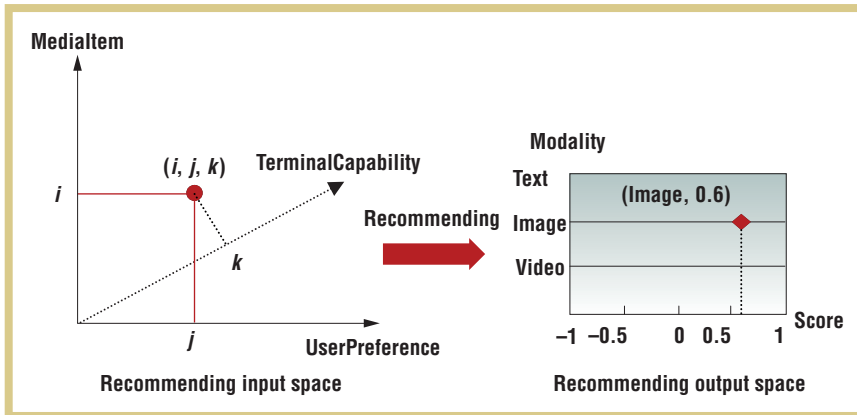 MediaItem
(i, j, k)
TerminalCapability
i
k
j
UserPreference
Recommending input space
Recommending
Modality
Text
(Image, 0.6)
Image
Video
–1 –0.5 0 0.5 1
Score
Recommending output space